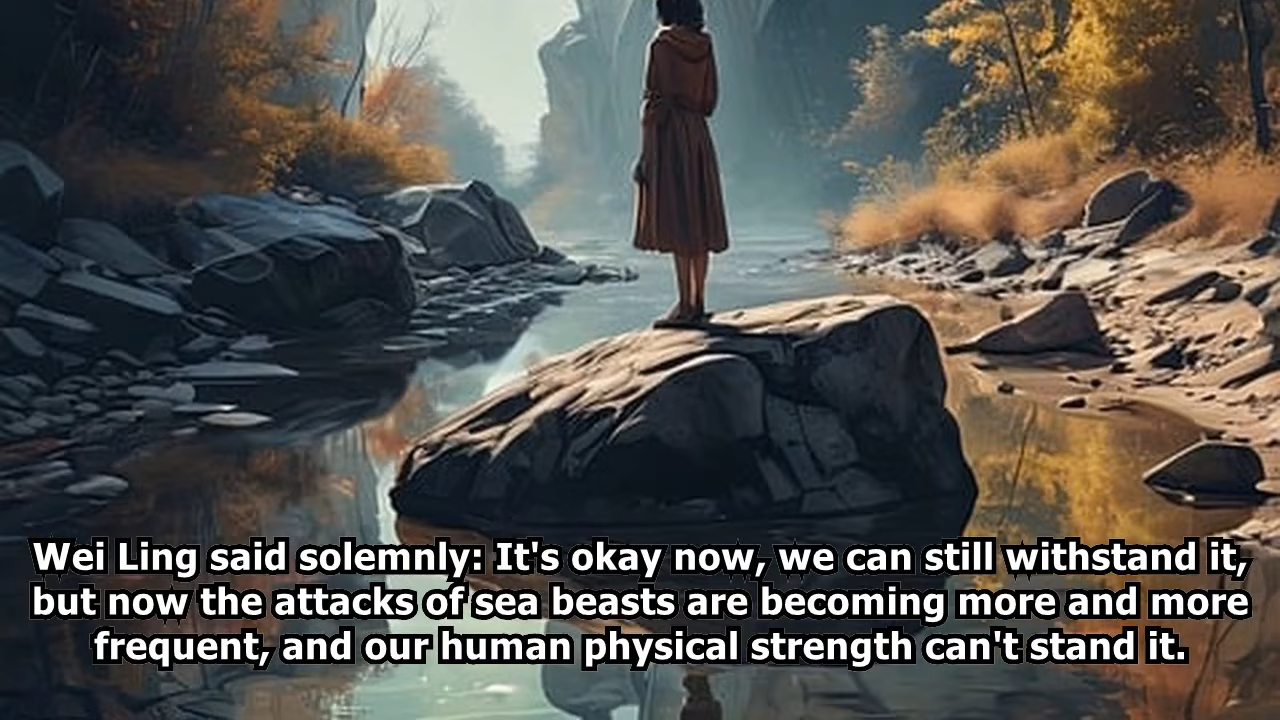 Wei Ling said solemnly: It's okay now, we can still withstand it,
but now the attacks of sea beasts are becoming more and more
frequent, and our human physical strength can't stand it.